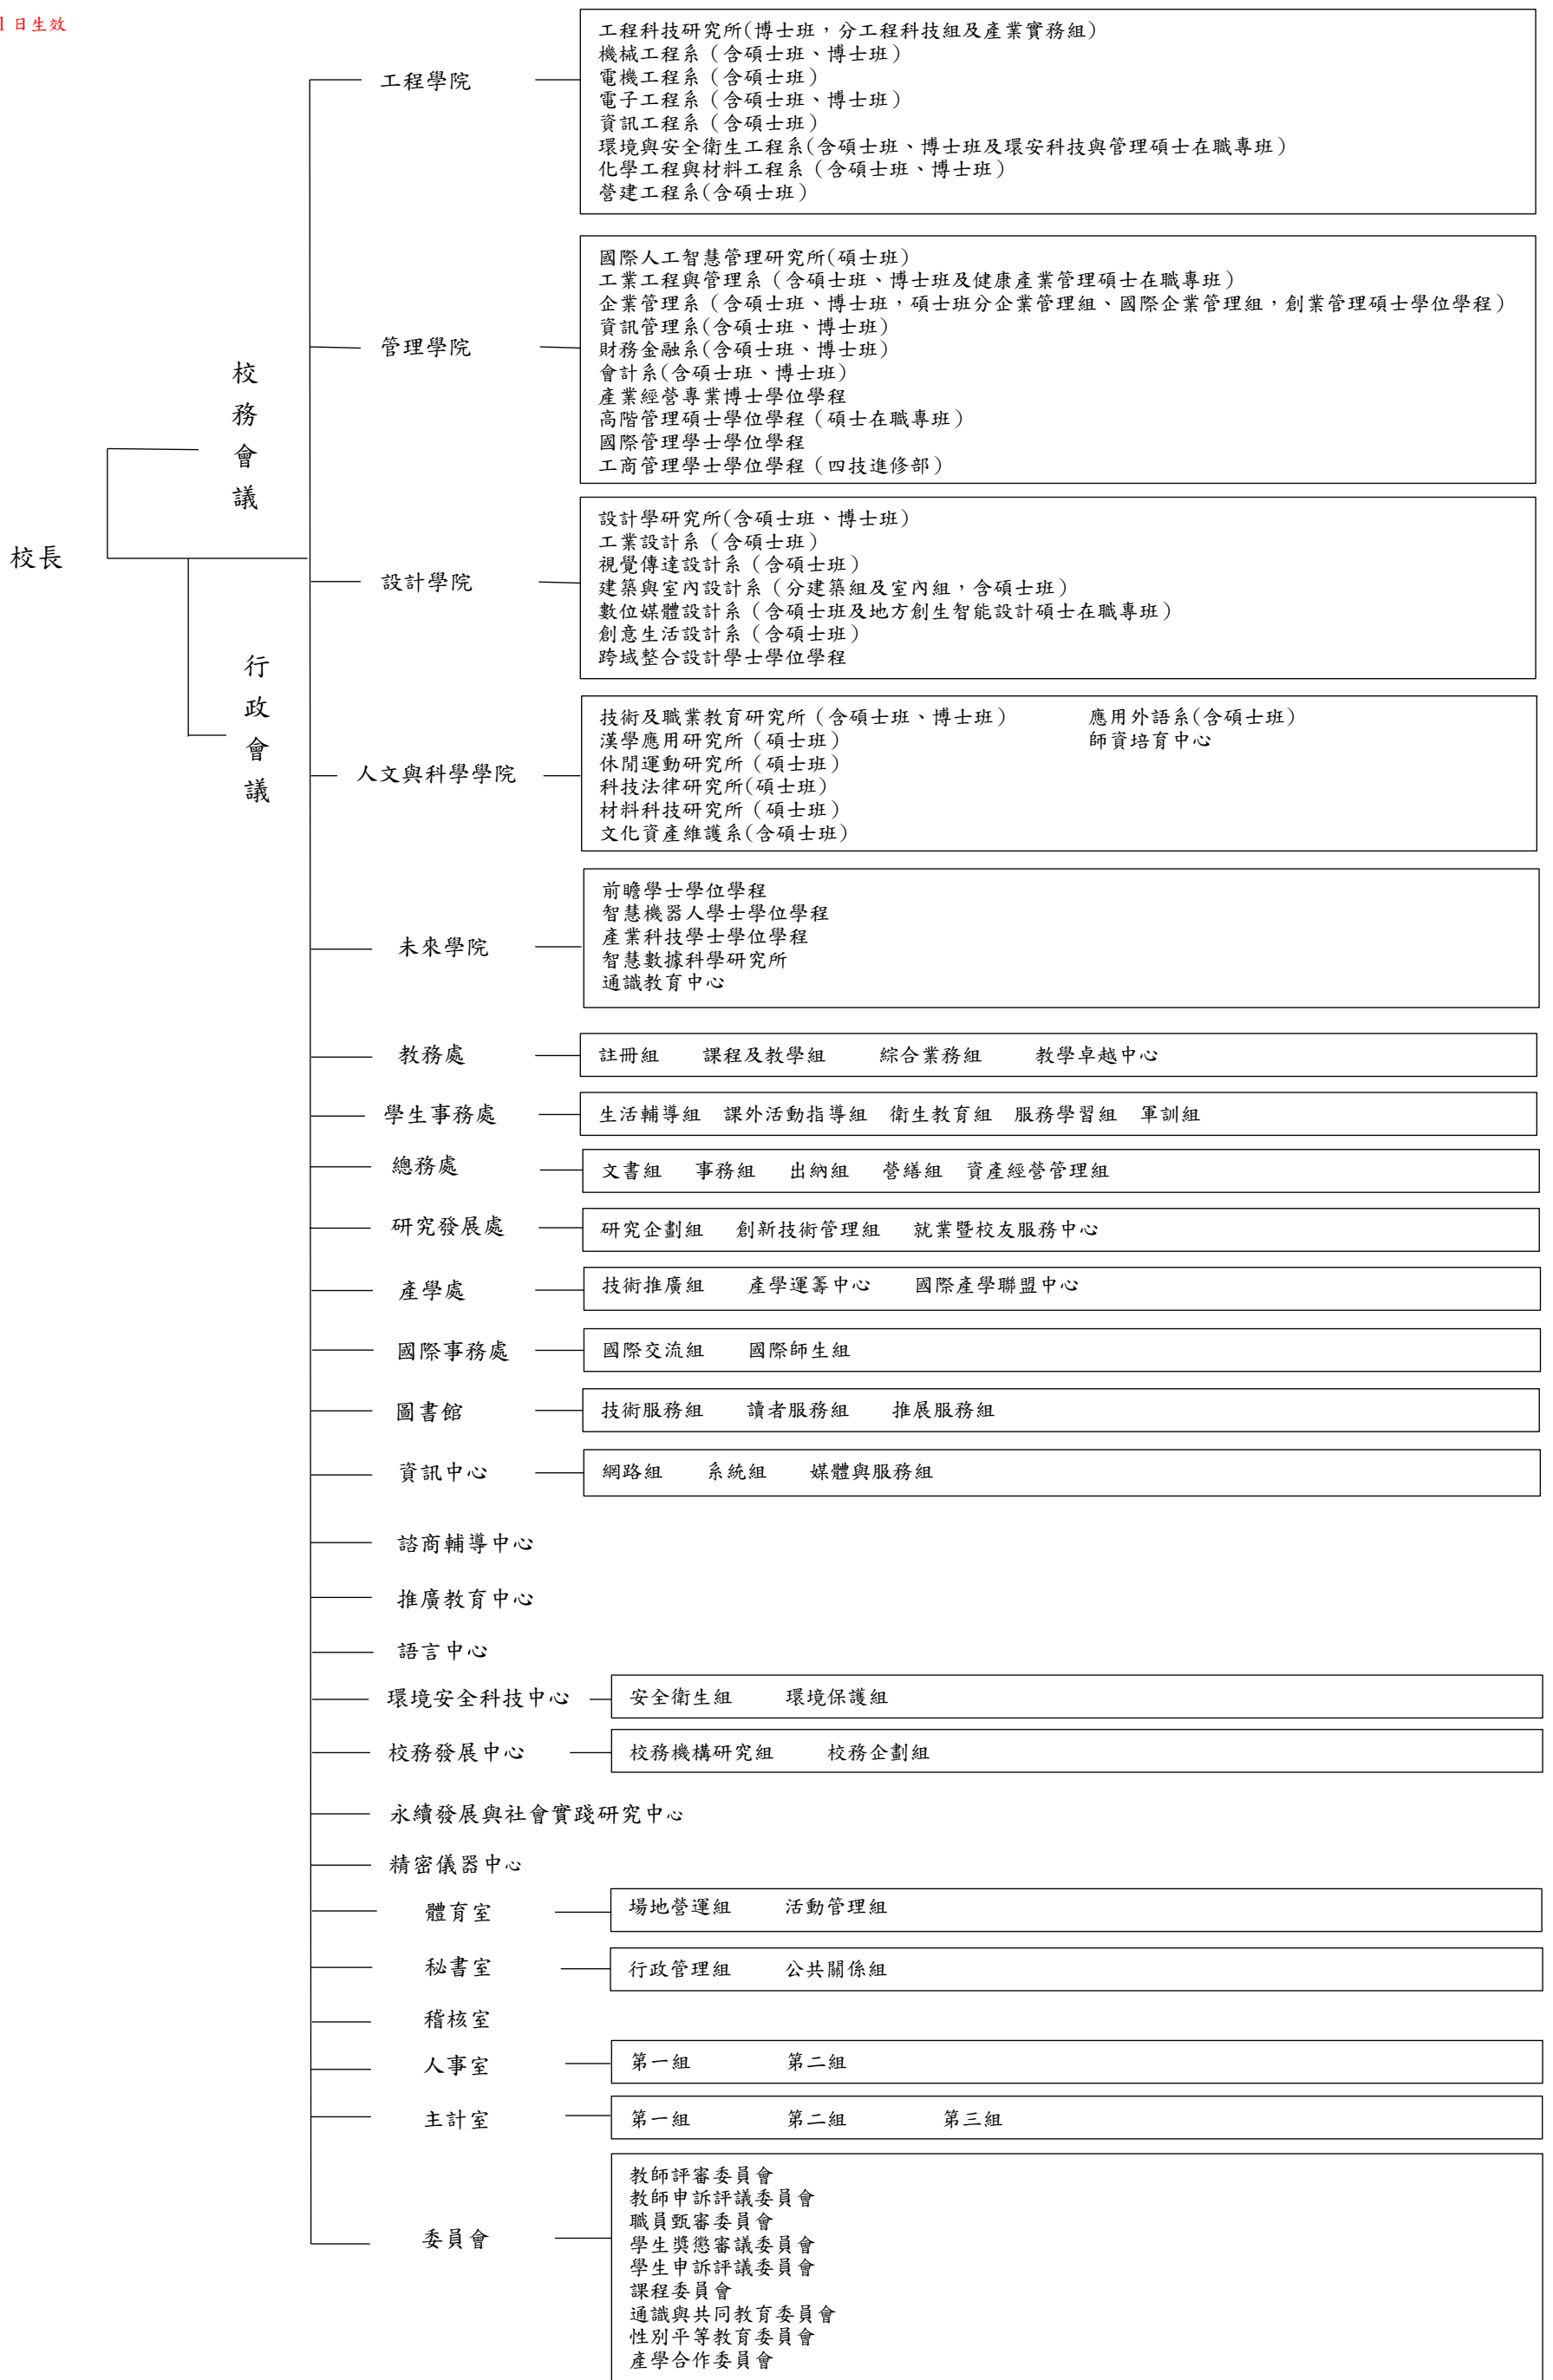 1 日生效
校長
校務會議
行政會議
工程學院
工程科技研究所(博士班，分工程科技組及產業實務組)
機械工程系（含碩士班、博士班）
電機工程系（含碩士班）
電子工程系（含碩士班、博士班）
資訊工程系（含碩士班）
環境與安全衛生工程系(含碩士班、博士班及環安科技與管理碩士在職專班）
化學工程與材料工程系（含碩士班、博士班）
營建工程系(含碩士班）
管理學院
國際人工智慧管理研究所(碩士班）
工業工程與管理系（含碩士班、博士班及健康產業管理碩士在職專班）
企業管理系（含碩士班、博士班，碩士班分企業管理組、國際企業管理組，創業管理碩士學位學程）
資訊管理系(含碩士班、博士班）
財務金融系(含碩士班、博士班）
會計系(含碩士班、博士班）
產業經營專業博士學位學程
高階管理碩士學位學程（碩士在職專班）
國際管理學士學位學程
工商管理學士學位學程（四技進修部）
設計學院
設計學研究所(含碩士班、博士班）
工業設計系（含碩士班）
視覺傳達設計系（含碩士班）
建築與室內設計系（分建築組及室內組，含碩士班）
數位媒體設計系（含碩士班及地方創生智能設計碩士在職專班）
創意生活設計系（含碩士班）
跨域整合設計學士學位學程
人文與科學學院
技術及職業教育研究所（含碩士班、博士班） 應用外語系(含碩士班）
漢學應用研究所（碩士班） 師資培育中心
休閒運動研究所（碩士班）
科技法律研究所(碩士班）
材料科技研究所（碩士班）
文化資產維護系(含碩士班）
未來學院
前瞻學士學位學程
智慧機器人學士學位學程
產業科技學士學位學程
智慧數據科學研究所
通識教育中心
教務處 註冊組 課程及教學組 綜合業務組 教學卓越中心
學生事務處 生活輔導組 課外活動指導組 衛生教育組 服務學習組 軍訓組
總務處 文書組 事務組 出納組 營繕組 資產經營管理組
研究發展處 研究企劃組 創新技術管理組 就業暨校友服務中心
產學處 技術推廣組 產學運籌中心 國際產學聯盟中心
國際事務處 國際交流組 國際師生組
圖書館 技術服務組 讀者服務組 推展服務組
資訊中心 網路組 系統組 媒體與服務組
諮商輔導中心
推廣教育中心
語言中心
環境安全科技中心 安全衛生組 環境保護組
校務發展中心 校務機構研究組 校務企劃組
永續發展與社會實踐研究中心
精密儀器中心
體育室 場地營運組 活動管理組
秘書室 行政管理組 公共關係組
稽核室
人事室 第一組 第二組
主計室 第一組 第二組 第三組
委員會
教師評審委員會
教師申訴評議委員會
職員甄審委員會
學生獎懲審議委員會
學生申訴評議委員會
課程委員會
通識與共同教育委員會
性別平等教育委員會
產學合作委員會